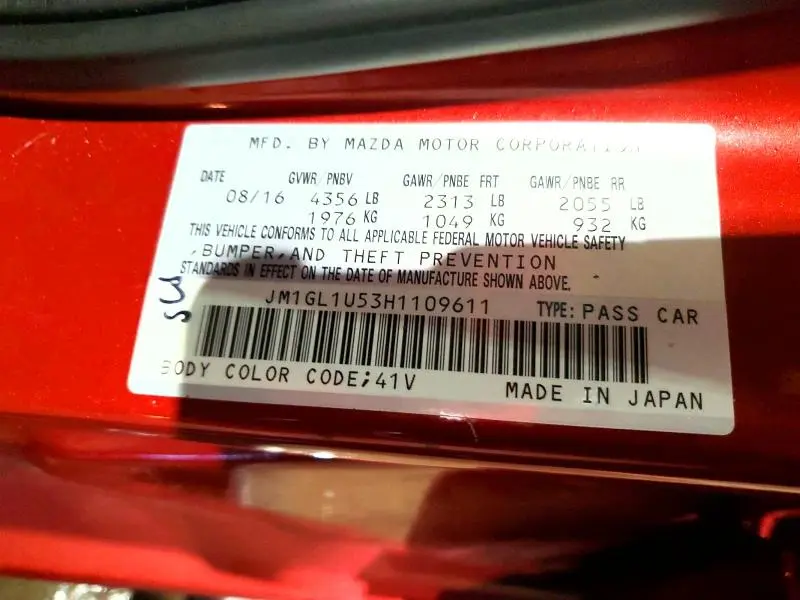 MFD. BY MAZDA MOTOR CORPORATION
DATE GVWR/PNBV GAWR/PNBE FRT GAWR/PNBE RR
08/16 4356 LB 2313 LB 2055 LB
1976 KG 1049 KG 932 KG
THIS VEHICLE CONFORMS TO ALL APPLICABLE FEDERAL MOTOR VEHICLE SAFETY
,BUMPER,AND THEFT PREVENTION
STANDARDS IN EFFECT ON THE DATE OF MANUFACTURE SHOWN ABOVE.
JM1GL1U53H1109611 TYPE: PASS CAR
BODY COLOR CODE;41V MADE IN JAPAN